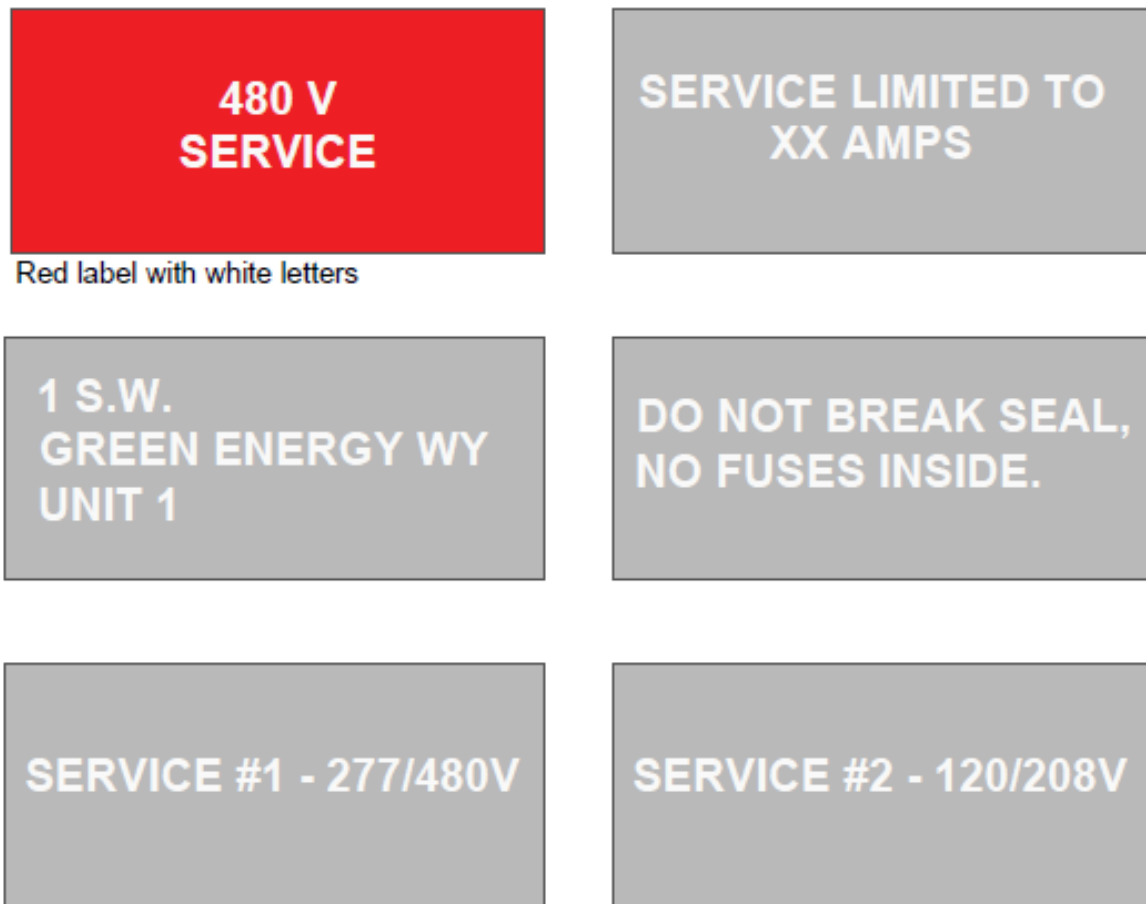 480 V
SERVICE
Red label with white letters
SERVICE LIMITED TO
XX AMPS
1 S.W.
GREEN ENERGY WY
UNIT 1
DO NOT BREAK SEAL,
NO FUSES INSIDE.
SERVICE #1 - 277/480V
SERVICE #2 - 120/208V